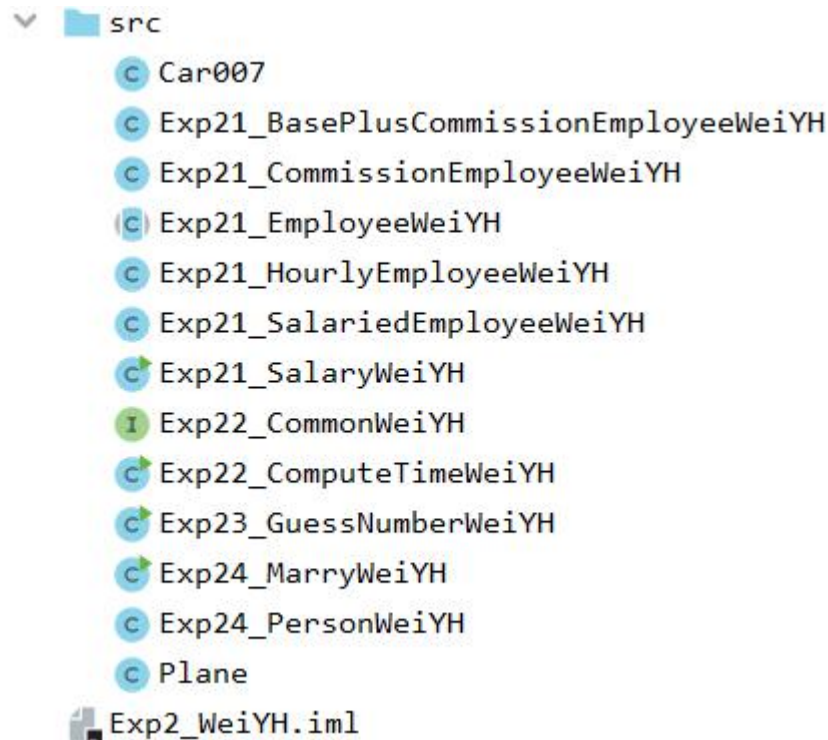 src
C Car007
C Exp21_BasePlusCommissionEmployeeWeiYH
C Exp21_CommissionEmployeeWeiYH
C Exp21_EmployeeWeiYH
C Exp21_HourlyEmployeeWeiYH
C Exp21_SalariedEmployeeWeiYH
C Exp21_SalaryWeiYH
I Exp22_CommonWeiYH
C Exp22_ComputeTimeWeiYH
C Exp23_GuessNumberWeiYH
C Exp24_MarryWeiYH
C Exp24_PersonWeiYH
C Plane
Exp2_WeiYH.iml